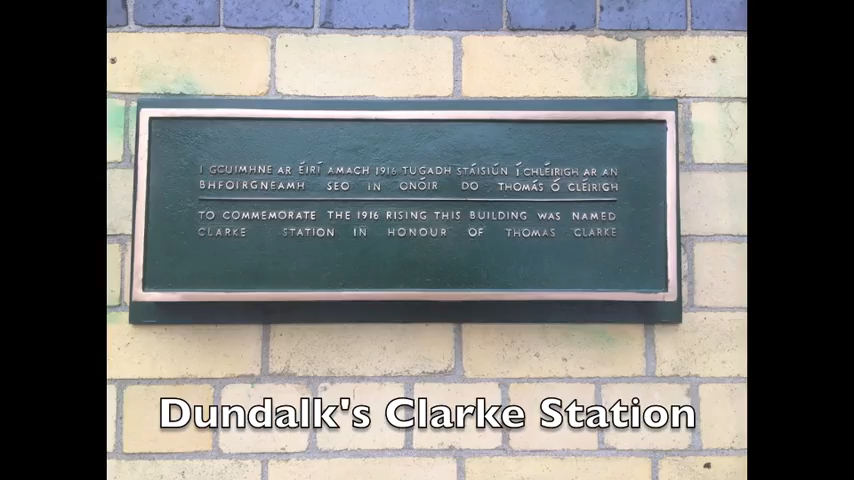 I GCUIMHNE AR ÉIRÍ AMACH 1916 TUGADH STÁISIÚN Í CHLÉIRIGH AR AN
BHFOIRGNEAMH SEO IN ONÓIR DO THOMÁS Ó CLÉIRIGH
TO COMMEMORATE THE 1916 RISING THIS BUILDING WAS NAMED
CLARKE STATION IN HONOUR OF THOMAS CLARKE
Dundalk's Clarke Station